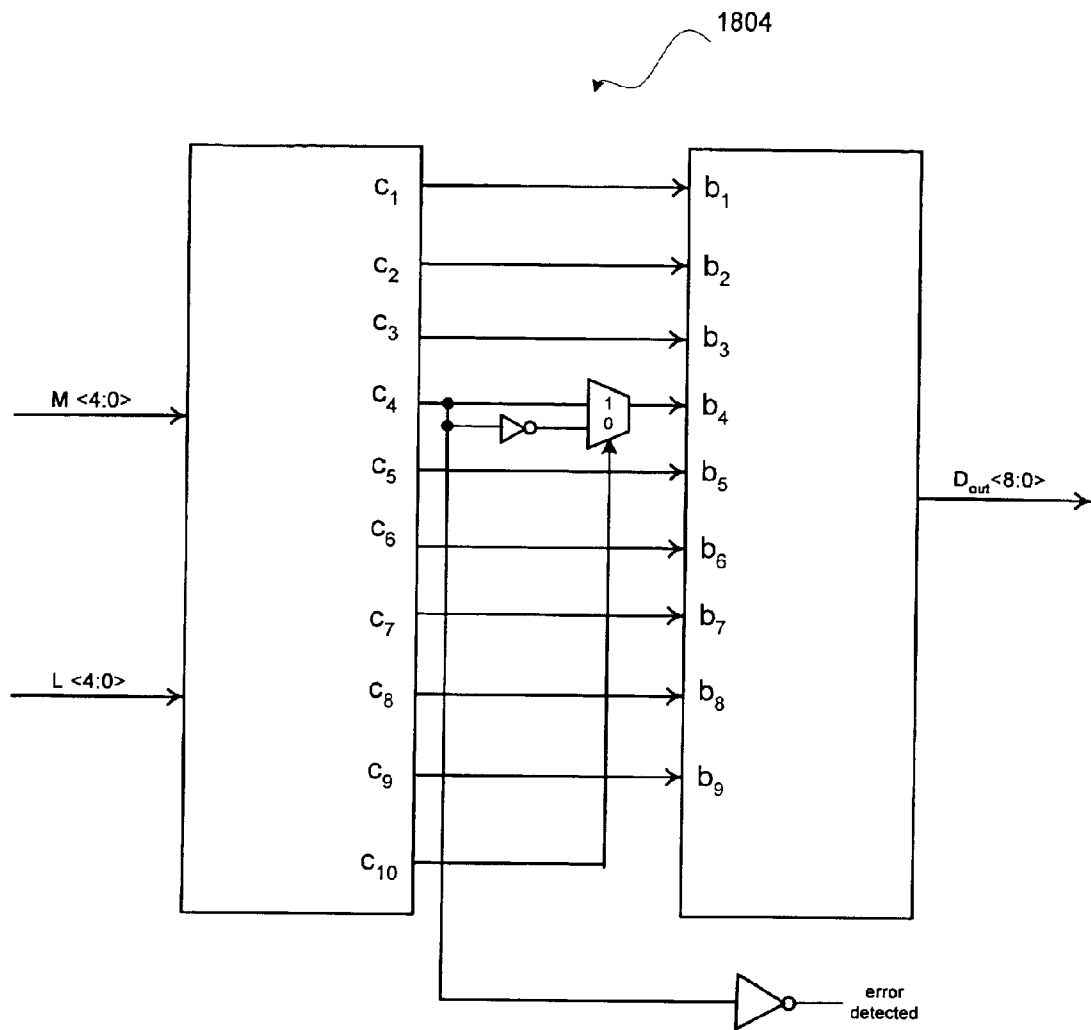 1804
C1 b1
C2 b2
C3 b3
M <4:0> C4 1 b4
0
C5 b5
Dout<8:0>
C6 b6
C7 b7
L <4:0> C8 b8
C9 b9
C10
error
detected